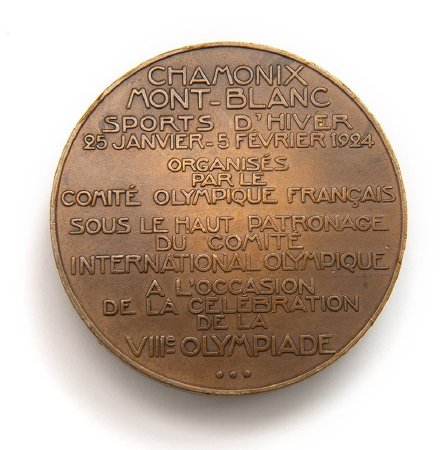 CHAMONIX
MONT-BLANC
SPORTS D'HIVER
25 JANVIER-5 FÉVRIER 1924
ORGANISÉS
PAR LE
COMITÉ OLYMPIQUE FRANÇAIS
SOUS LE HAUT PATRONAGE
DU COMITÉ
INTERNATIONAL OLYMPIQUE
A L'OCCASION
DE LA CÉLÉBRATION
DE LA
VIIIE OLYMPIADE